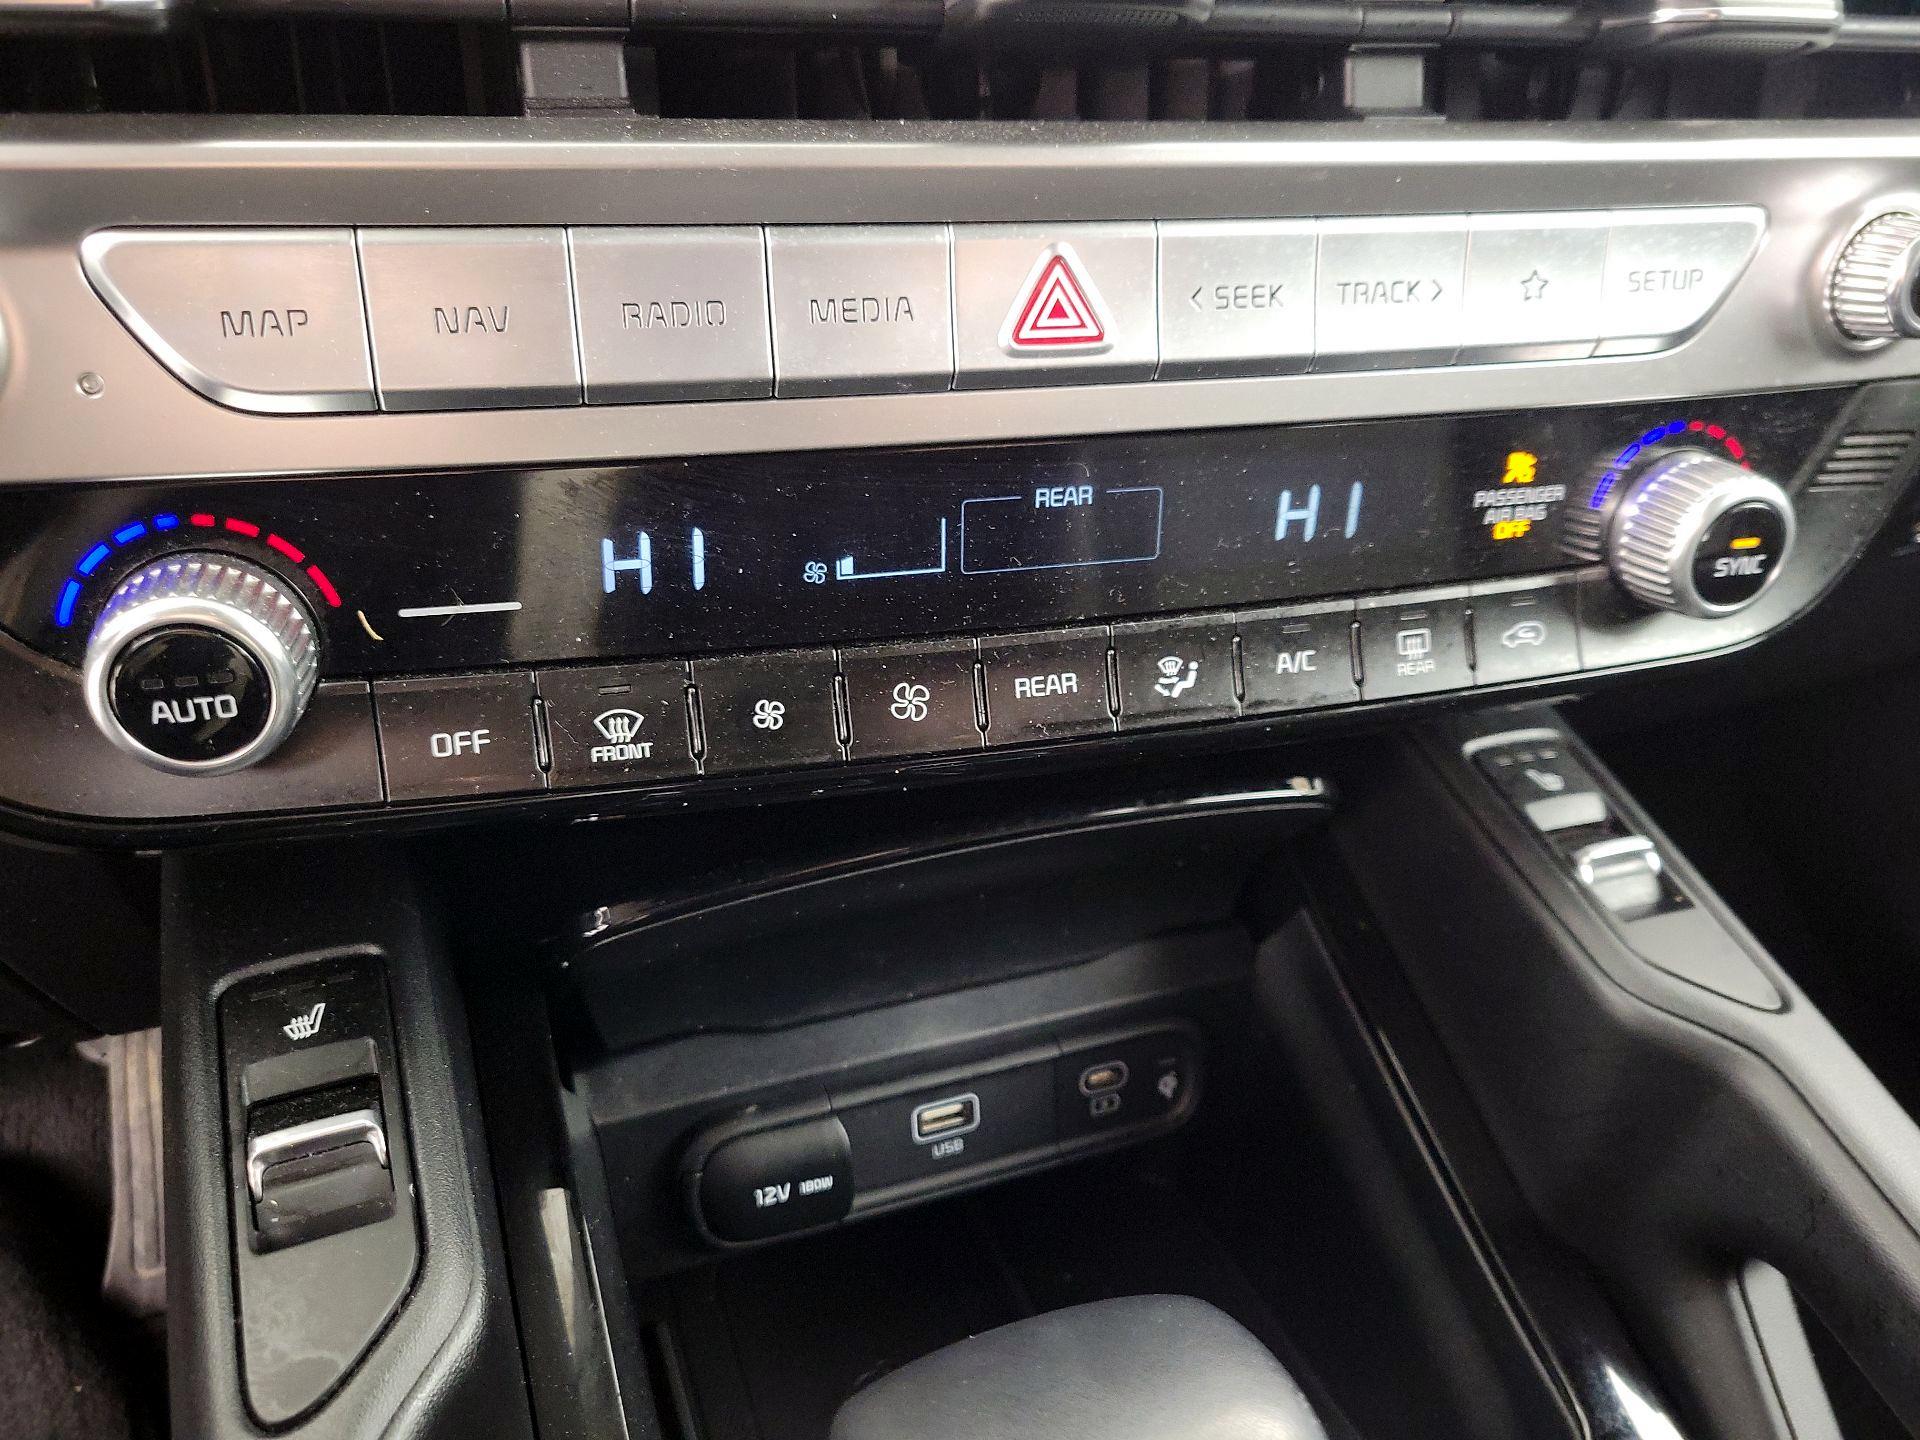 MAP
NAV
RADIO
MEDIA
< SEEK
TRACK >
SETUP
HI
REAR
HI
PASSENGER
AIR BAG
OFF
SYNC
AUTO
OFF
FRONT
REAR
A/C
REAR
12V 180W
USB